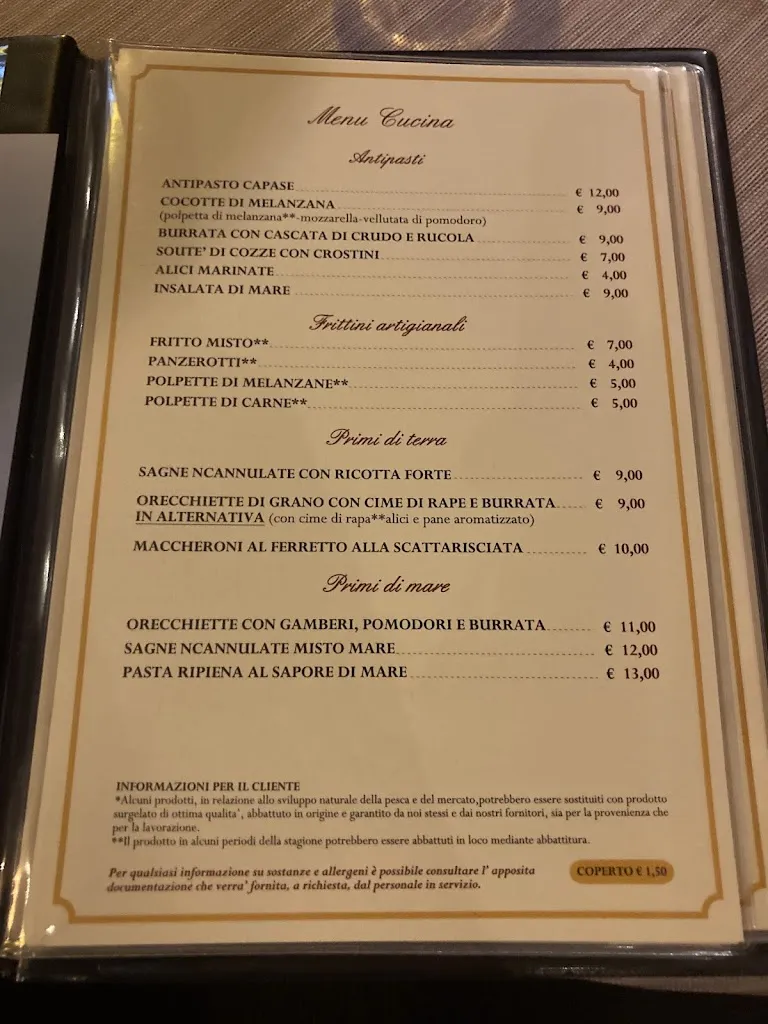 Menu Cucina
Antipasti
ANTIPASTO CAPASE € 12,00
COCOTTE DI MELANZANA € 9,00
(polpetta di melanzana**-mozzarella-vellutata di pomodoro)
BURRATA CON CASCATA DI CRUDO E RUCOLA € 9,00
SOUTE' DI COZZE CON CROSTINI € 7,00
ALICI MARINATE € 4,00
INSALATA DI MARE € 9,00
Frittini artigianali
FRITTO MISTO** € 7,00
PANZEROTTI** € 4,00
POLPETTE DI MELANZANE** € 5,00
POLPETTE DI CARNE** € 5,00
Primi di terra
SAGNE NCANNULATE CON RICOTTA FORTE € 9,00
ORECCHIETTE DI GRANO CON CIME DI RAPE E BURRATA € 9,00
IN ALTERNATIVA (con cime di rapa**alici e pane aromatizzato)
MACCHERONI AL FERRETTO ALLA SCATTARISCIATA € 10,00
Primi di mare
ORECCHIETTE CON GAMBERI, POMODORI E BURRATA € 11,00
SAGNE NCANNULATE MISTO MARE € 12,00
PASTA RIPIENA AL SAPORE DI MARE € 13,00
INFORMAZIONI PER IL CLIENTE
*Alcuni prodotti, in relazione allo sviluppo naturale della pesca e del mercato,potrebbero essere sostituiti con prodotto
surgelato di ottima qualita', abbattuto in origine e garantito da noi stessi e dai nostri fornitori, sia per la provenienza che
per la lavorazione.
**Il prodotto in alcuni periodi della stagione potrebbero essere abbattuti in loco mediante abbattitura.
Per qualsiasi informazione su sostanze e allergeni è possibile consultare l' apposita
documentazione che verra' fornita, a richiesta, dal personale in servizio.
COPERTO € 1,50